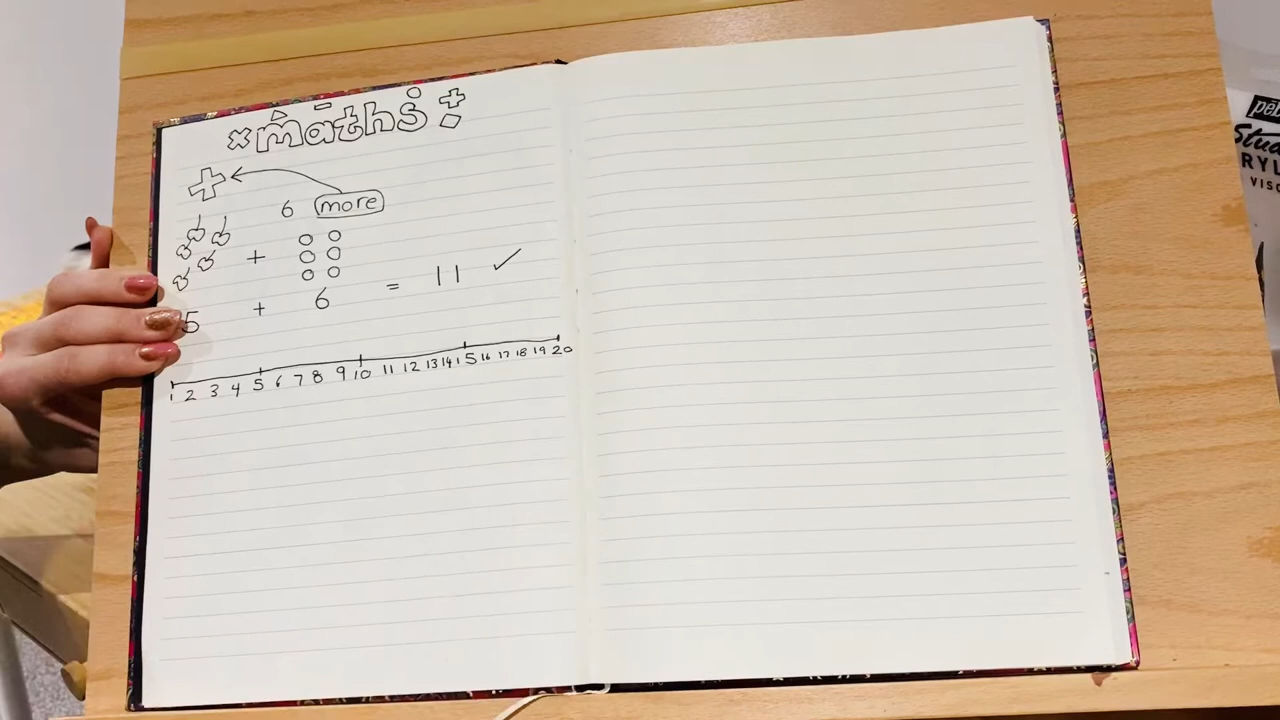 × maths ÷
+
6 more
+
5 + 6 = 11 ✓
1 2 3 4 5 6 7 8 9 10 11 12 13 14 15 16 17 18 19 20
péb
Stud
RYL
VISC